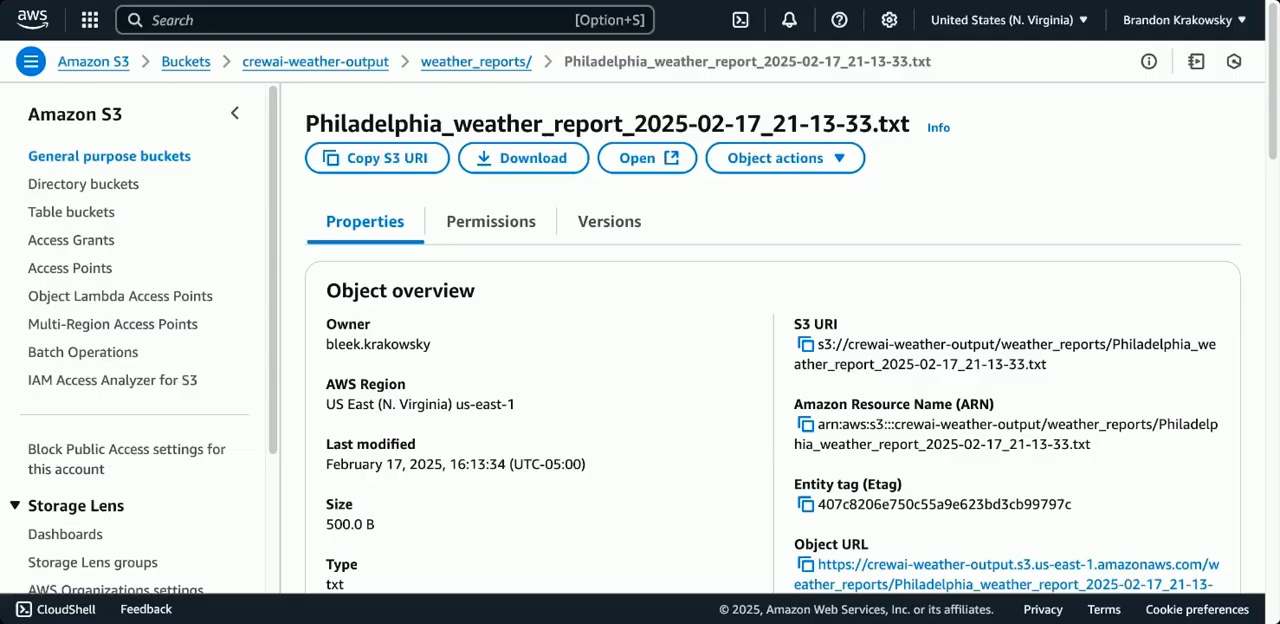 aws
Search
[Option+S]
United States (N. Virginia) ▼
Brandon Krakowsky ▼
Amazon S3 > Buckets > crewai-weather-output > weather_reports/ > Philadelphia_weather_report_2025-02-17_21-13-33.txt
Amazon S3
General purpose buckets
Directory buckets
Table buckets
Access Grants
Access Points
Object Lambda Access Points
Multi-Region Access Points
Batch Operations
IAM Access Analyzer for S3
Block Public Access settings for
this account
▼ Storage Lens
Dashboards
Storage Lens groups
AWS Organizations settings
Philadelphia_weather_report_2025-02-17_21-13-33.txt Info
Copy S3 URI
Download
Open
Object actions ▼
Properties
Permissions
Versions
Object overview
Owner
bleek.krakowsky
AWS Region
US East (N. Virginia) us-east-1
Last modified
February 17, 2025, 16:13:34 (UTC-05:00)
Size
500.0 B
Type
txt
S3 URI
s3://crewai-weather-output/weather_reports/Philadelphia_we
ather_report_2025-02-17_21-13-33.txt
Amazon Resource Name (ARN)
arn:aws:s3:::crewai-weather-output/weather_reports/Philadelp
hia_weather_report_2025-02-17_21-13-33.txt
Entity tag (Etag)
407c8206e750c55a9e623bd3cb99797c
Object URL
https://crewai-weather-output.s3.us-east-1.amazonaws.com/w
eather_reports/Philadelphia_weather_report_2025-02-17_21-13-
CloudShell
Feedback
© 2025, Amazon Web Services, Inc. or its affiliates.
Privacy
Terms
Cookie preferences